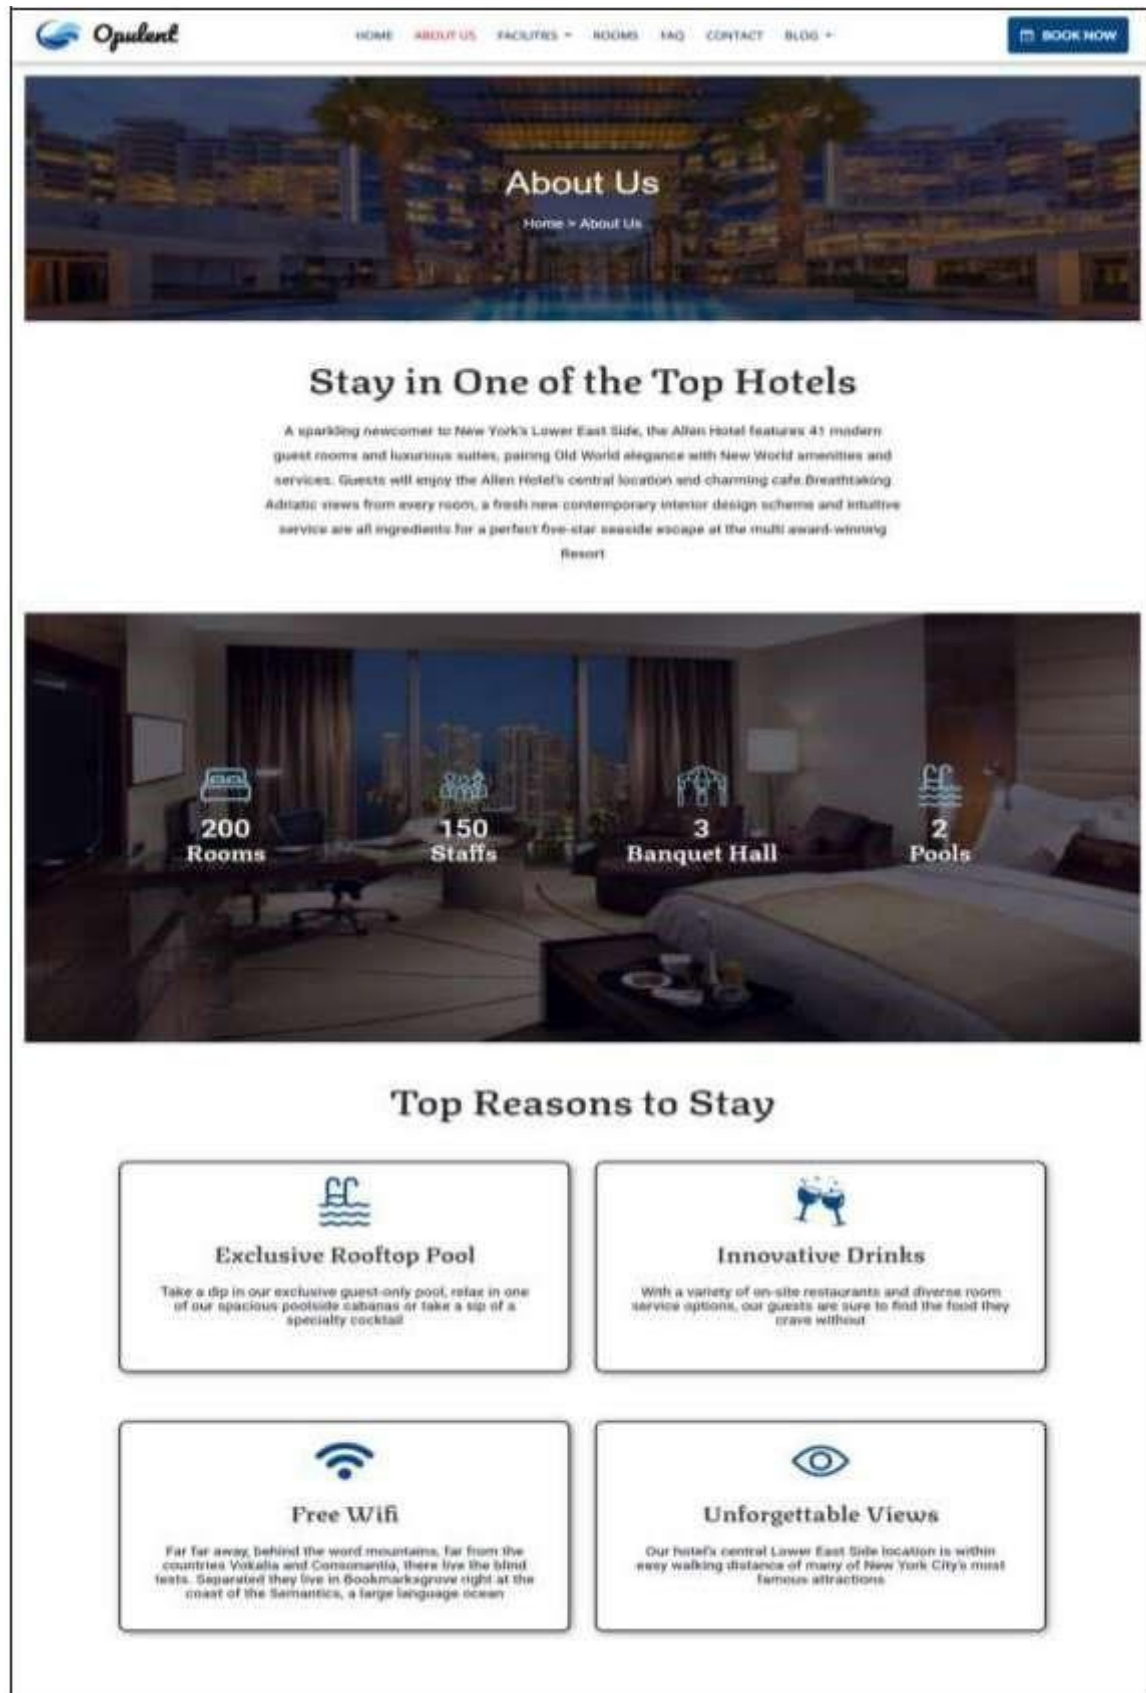 Opulent
HOME ABOUT US FACILITIES ROOMS FAQ CONTACT BLOG
BOOK NOW
About Us
Home > About Us
Stay in One of the Top Hotels
A sparkling newcomer to New York's Lower East Side, the Allen Hotel features 41 modern
guest rooms and luxurious suites, pairing Old World elegance with New World amenities and
services. Guests will enjoy the Allen Hotel's central location and charming cafe.Breathtaking
Adriatic views from every room, a fresh new contemporary interior design scheme and intuitive
service are all ingredients for a perfect five-star seaside escape at the multi award-winning
Resort
200
Rooms
150
Staffs
3
Banquet Hall
2
Pools
Top Reasons to Stay
Exclusive Rooftop Pool
Take a dip in our exclusive guest-only pool, relax in one
of our spacious poolside cabanas or take a sip of a
specialty cocktail
Innovative Drinks
With a variety of on-site restaurants and diverse room
service options, our guests are sure to find the food they
crave without
Free Wifi
Far far away, behind the word mountains, far from the
countries Vokalia and Consonantia, there live the blind
texts. Separated they live in Bookmarksgrove right at the
coast of the Semantics, a large language ocean
Unforgettable Views
Our hotel's central Lower East Side location is within
easy walking distance of many of New York City's most
famous attractions